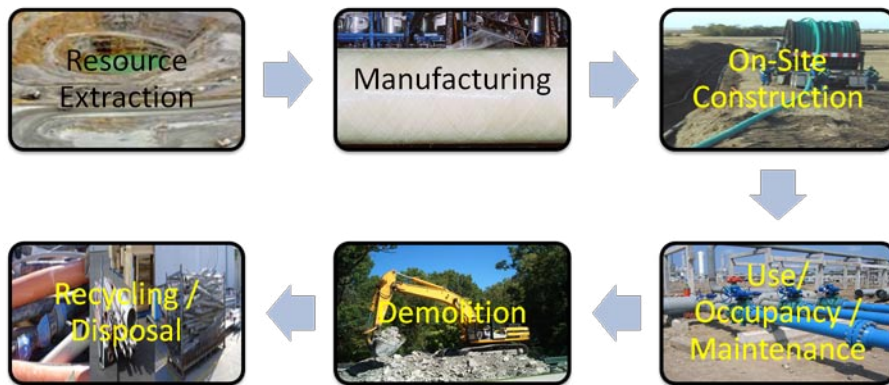 Resource
Extraction
Manufacturing
On-Site
Construction
Recycling /
Disposal
Demolition
Use/
Occupancy /
Maintenance